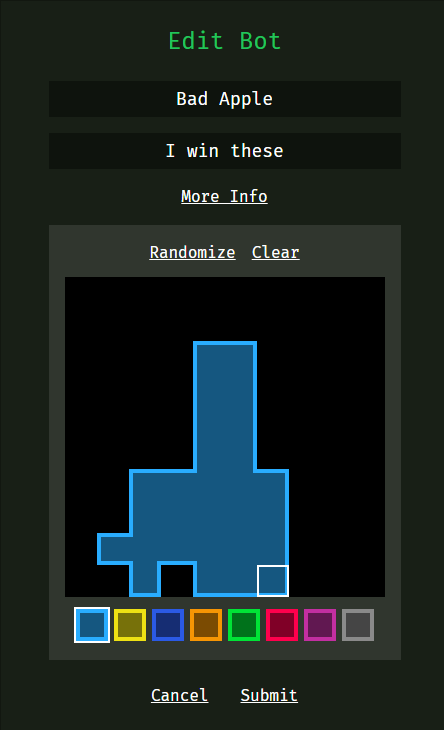 Edit Bot
Bad Apple
I win these
More Info
Randomize Clear
Cancel Submit